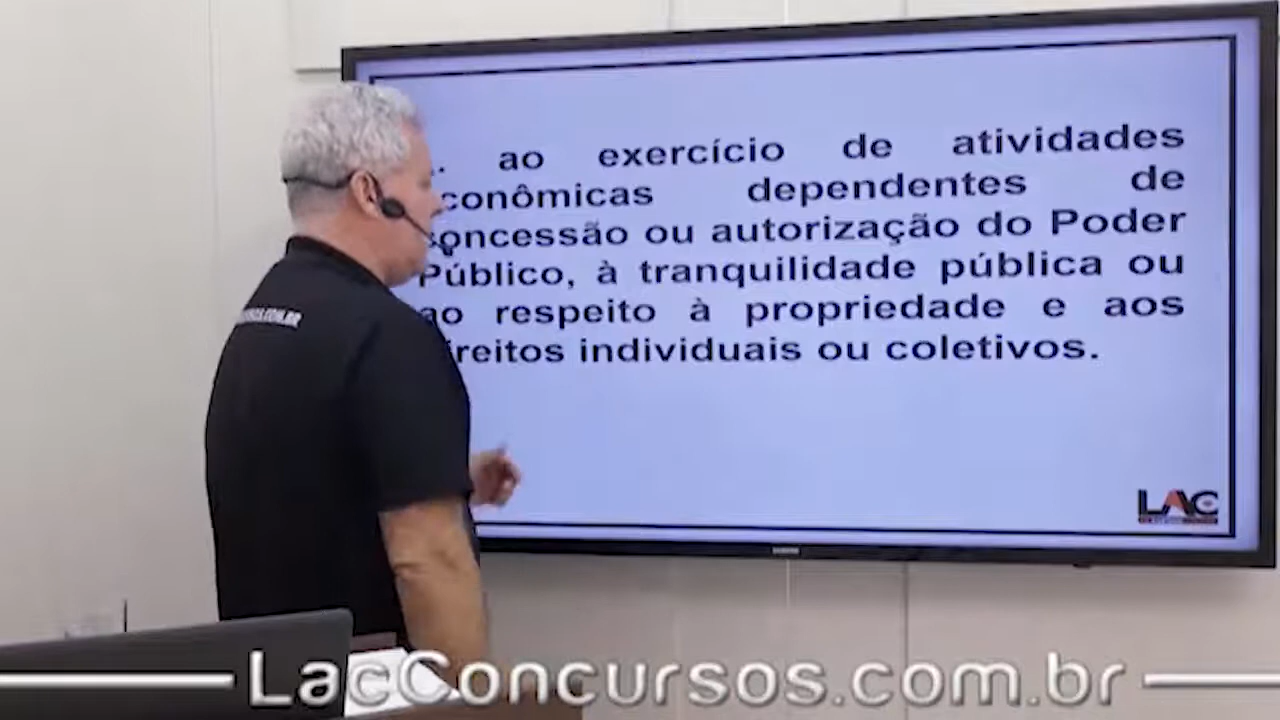 . ao exercício de atividades
conômicas dependentes de
concessão ou autorização do Poder
Público, à tranquilidade pública ou
ao respeito à propriedade e aos
ireitos individuais ou coletivos.
LAC
LacConcursos.com.br